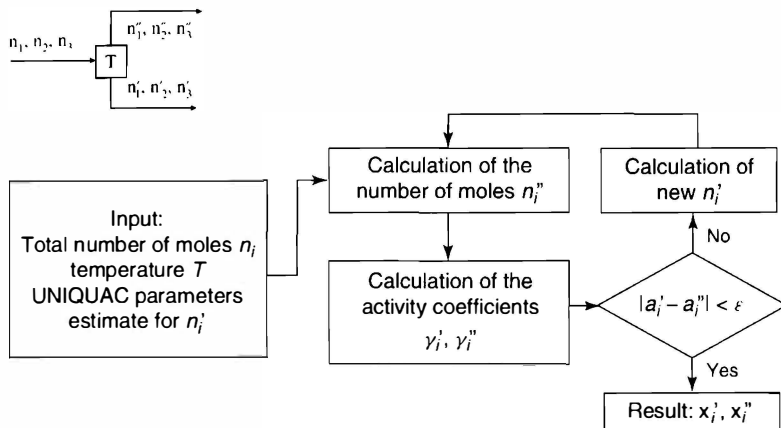 n₁, n₂, n₃
n₁″, n₂″, n₃″
T
n₁′, n₂′, n₃′
Input:
Total number of moles nᵢ
temperature T
UNIQUAC parameters
estimate for nᵢ′
Calculation of the
number of moles nᵢ″
Calculation of the
activity coefficients
γᵢ′, γᵢ″
Calculation of
new nᵢ′
No
|aᵢ′ – aᵢ″| < ε
Yes
Result: xᵢ′, xᵢ″